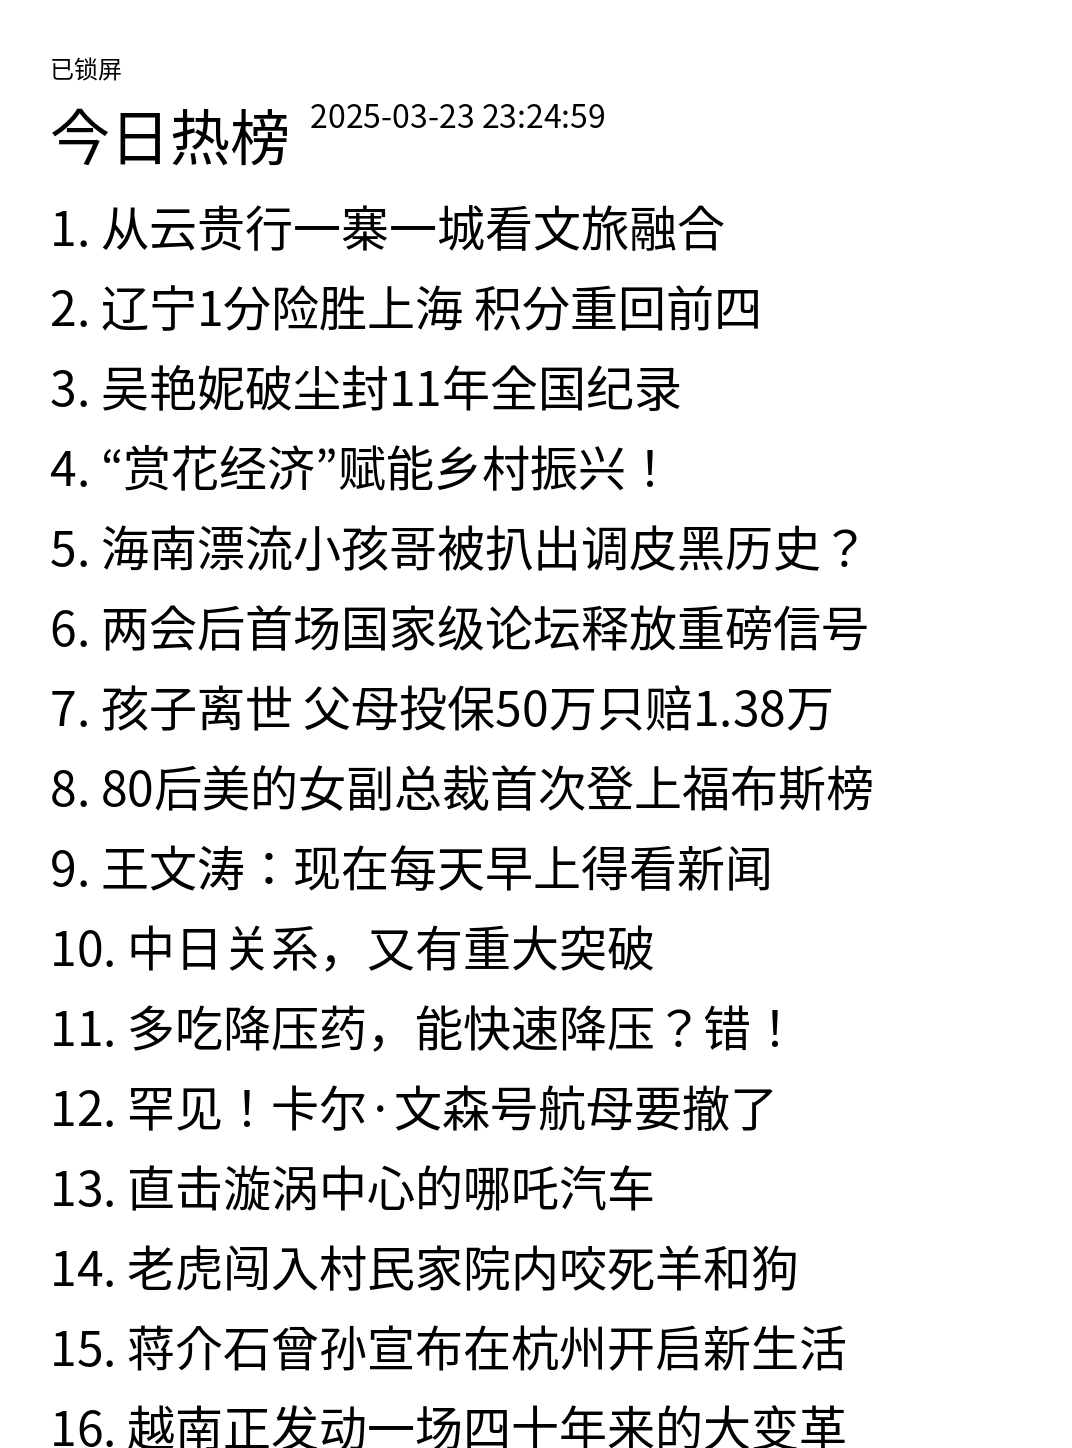 已锁屏
今日热榜 2025-03-23 23:24:59
1. 从云贵行一寨一城看文旅融合
2. 辽宁1分险胜上海 积分重回前四
3. 吴艳妮破尘封11年全国纪录
4. “赏花经济”赋能乡村振兴！
5. 海南漂流小孩哥被扒出调皮黑历史？
6. 两会后首场国家级论坛释放重磅信号
7. 孩子离世 父母投保50万只赔1.38万
8. 80后美的女副总裁首次登上福布斯榜
9. 王文涛：现在每天早上得看新闻
10. 中日关系，又有重大突破
11. 多吃降压药，能快速降压？错！
12. 罕见！卡尔·文森号航母要撤了
13. 直击漩涡中心的哪吒汽车
14. 老虎闯入村民家院内咬死羊和狗
15. 蒋介石曾孙宣布在杭州开启新生活
16. 越南正发动一场四十年来的大变革